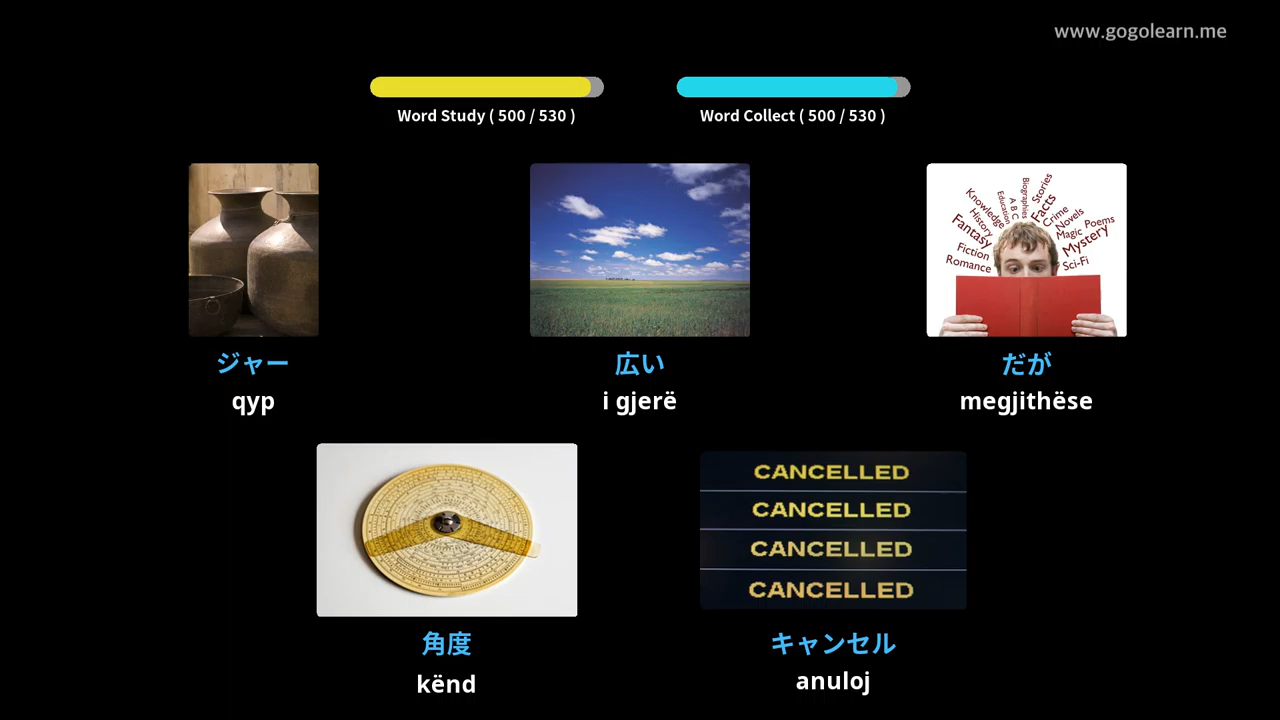 www.gogolearn.me
Word Study ( 500 / 530 )
Word Collect ( 500 / 530 )
Knowledge
History
Fantasy
Fiction
Romance
Education
A B C
Biographies
Stories
Facts
Crime
Novels
Magic
Poems
Mystery
Sci-Fi
ジャー
qyp
広い
i gjerë
だが
megjithëse
CANCELLED
CANCELLED
CANCELLED
CANCELLED
角度
kënd
キャンセル
anuloj